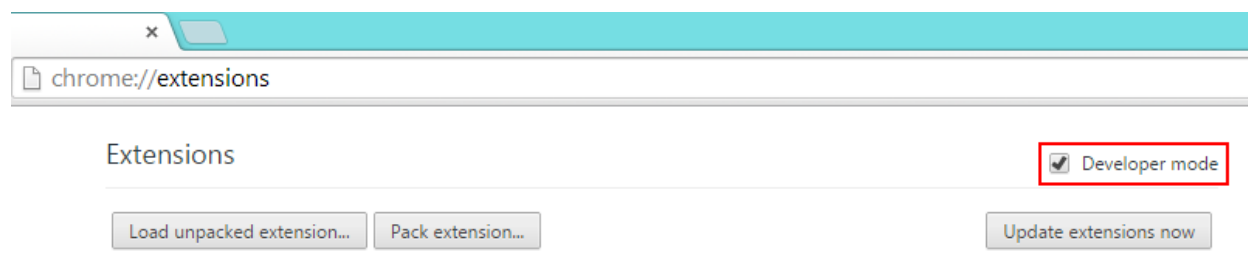 chrome://extensions
Extensions
Developer mode
Load unpacked extension... Pack extension... Update extensions now